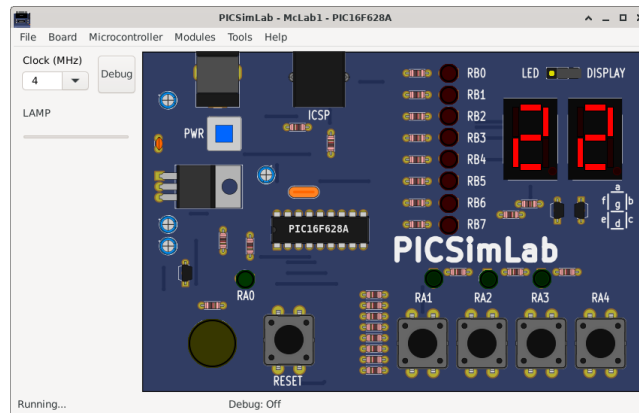 PICSimLab - McLab1 - PIC16F628A
File Board Microcontroller Modules Tools Help
Clock (MHz)
4
Debug
LAMP
PWR
ICSP
RB0
RB1
RB2
RB3
RB4
RB5
RB6
RB7
LED
DISPLAY
22
a
f
b
g
e
c
d
PIC16F628A
PICSimLab
RA0
RA1
RA2
RA3
RA4
RESET
Running...
Debug: Off